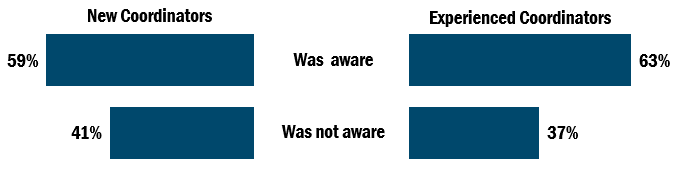 New Coordinators
Experienced Coordinators
59%
Was aware
63%
41%
Was not aware
37%